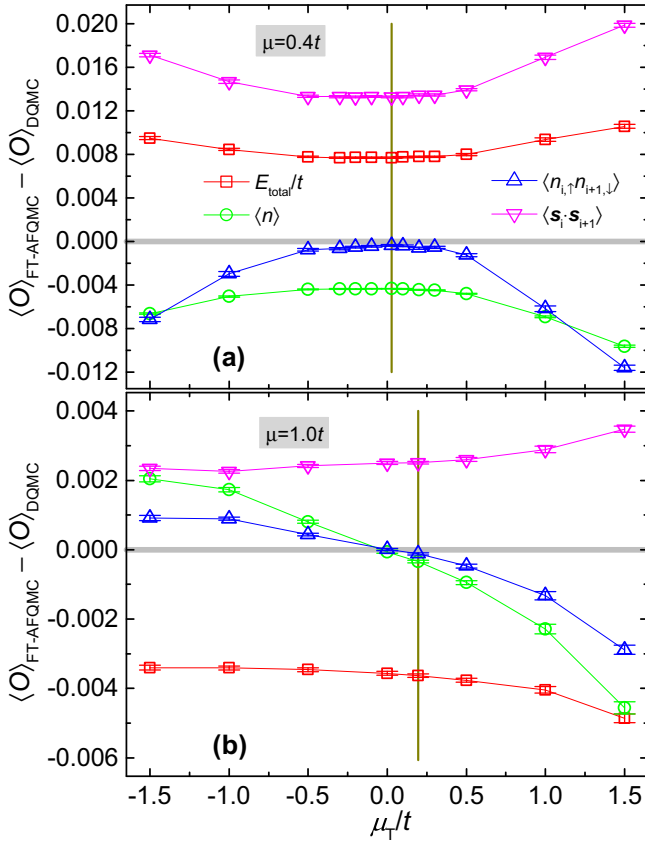 0.020
μ=0.4t
0.016
0.012
0.008
E_total/t
⟨n_{i,↑}n_{i+1,↓}⟩
⟨n⟩
⟨s_i·s_{i+1}⟩
0.004
0.000
-0.004
-0.008
(a)
-0.012
⟨O⟩_FT-AFQMC − ⟨O⟩_DQMC
0.004
μ=1.0t
0.002
0.000
-0.002
-0.004
(b)
-0.006
⟨O⟩_FT-AFQMC − ⟨O⟩_DQMC
-1.5 -1.0 -0.5 0.0 0.5 1.0 1.5
μ_T/t